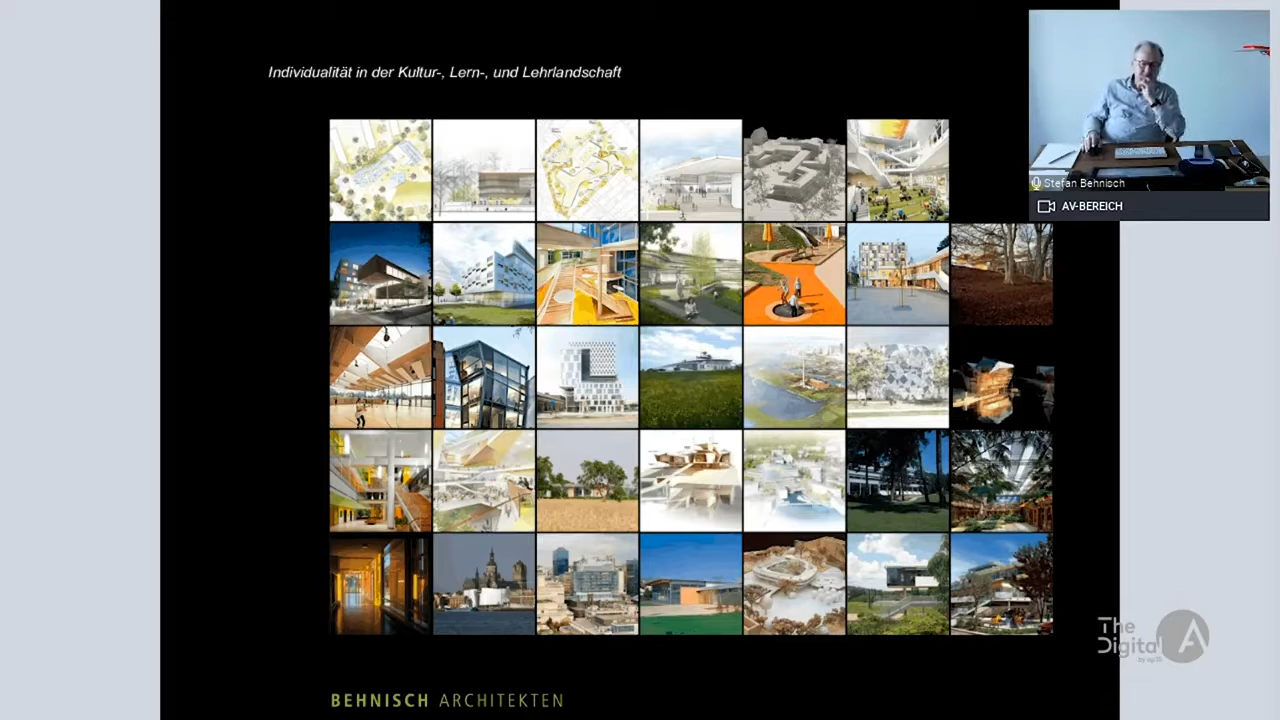 Individualität in der Kultur-, Lern-, und Lehrlandschaft
Stefan Behnisch
AV-BEREICH
The
Digital A
BEHNISCH ARCHITEKTEN